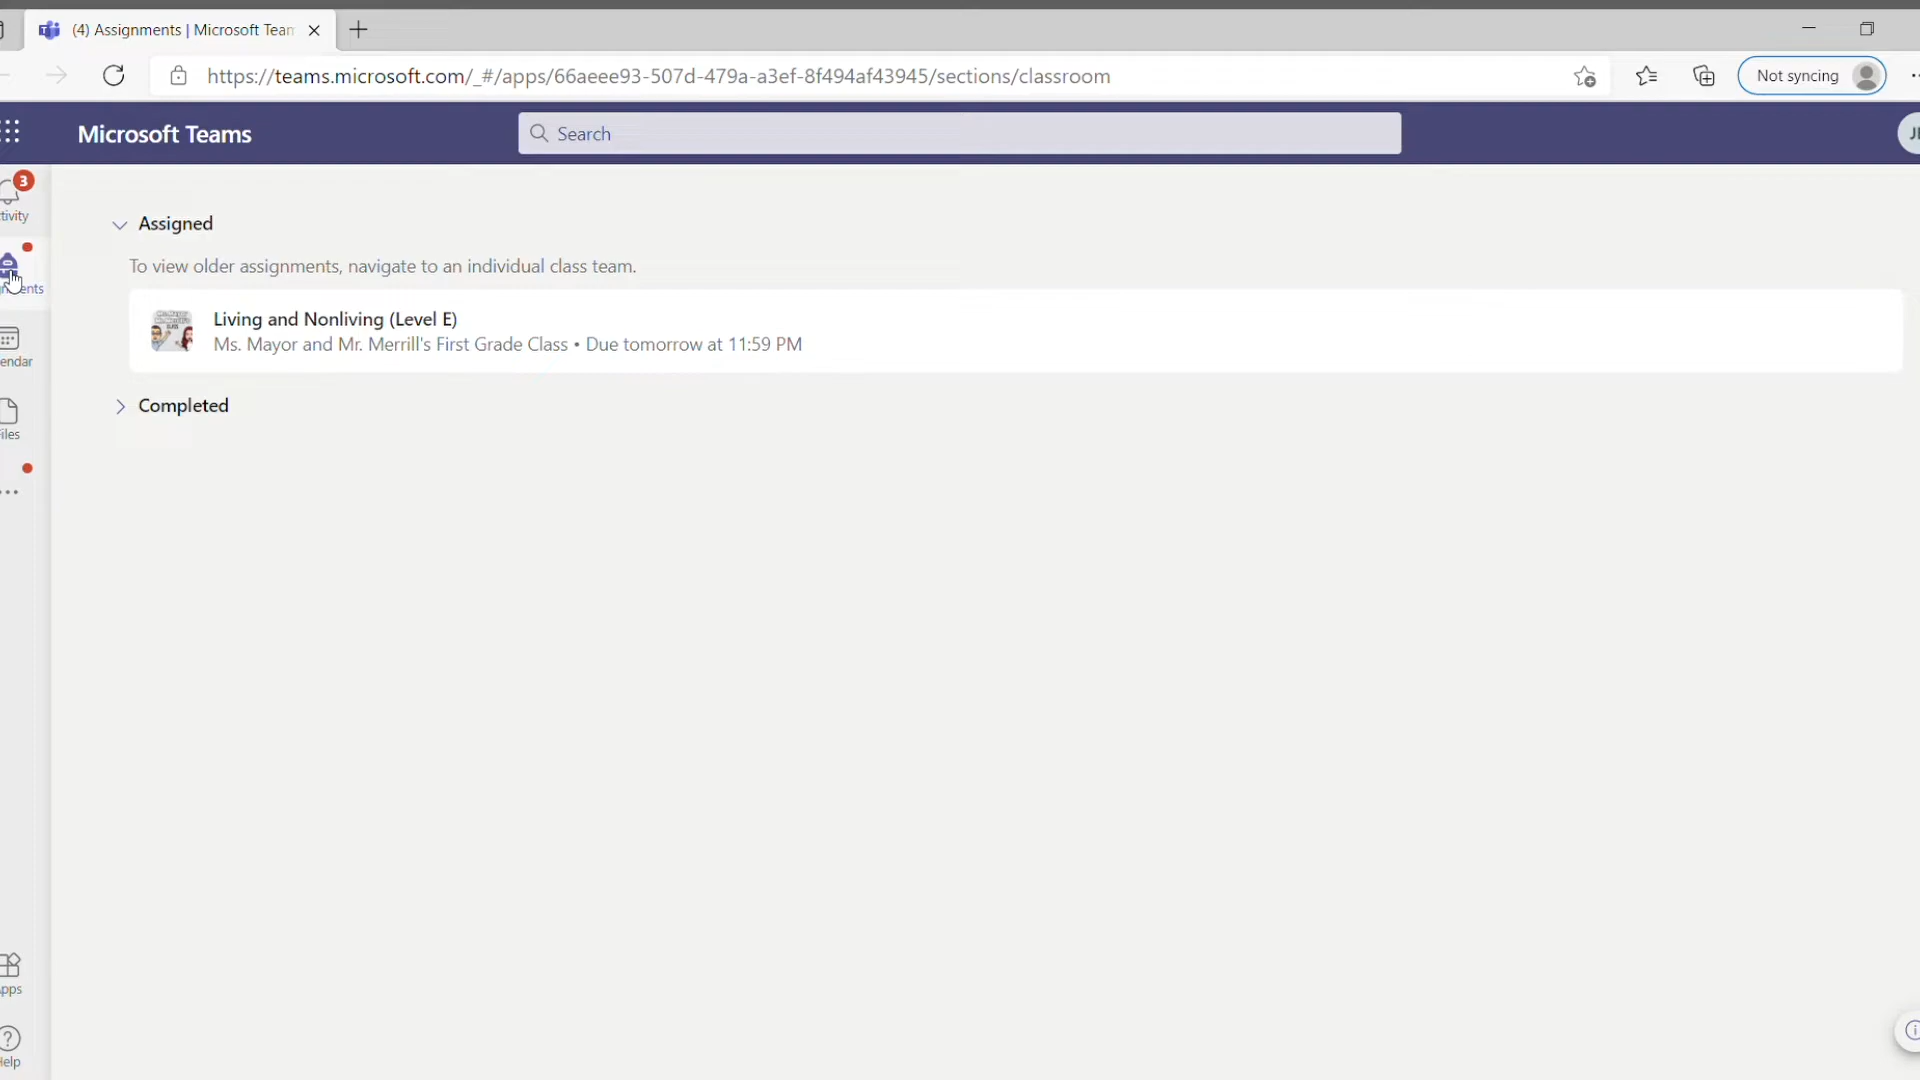 (4) Assignments | Microsoft Tean
https://teams.microsoft.com/_#/apps/66aeee93-507d-479a-a3ef-8f494af43945/sections/classroom
Not syncing
Microsoft Teams
Search
3
tivity
Assigned
To view older assignments, navigate to an individual class team.
ents
Living and Nonliving (Level E)
Ms. Mayor and Mr. Merrill's First Grade Class • Due tomorrow at 11:59 PM
endar
Completed
iles
pps
Help